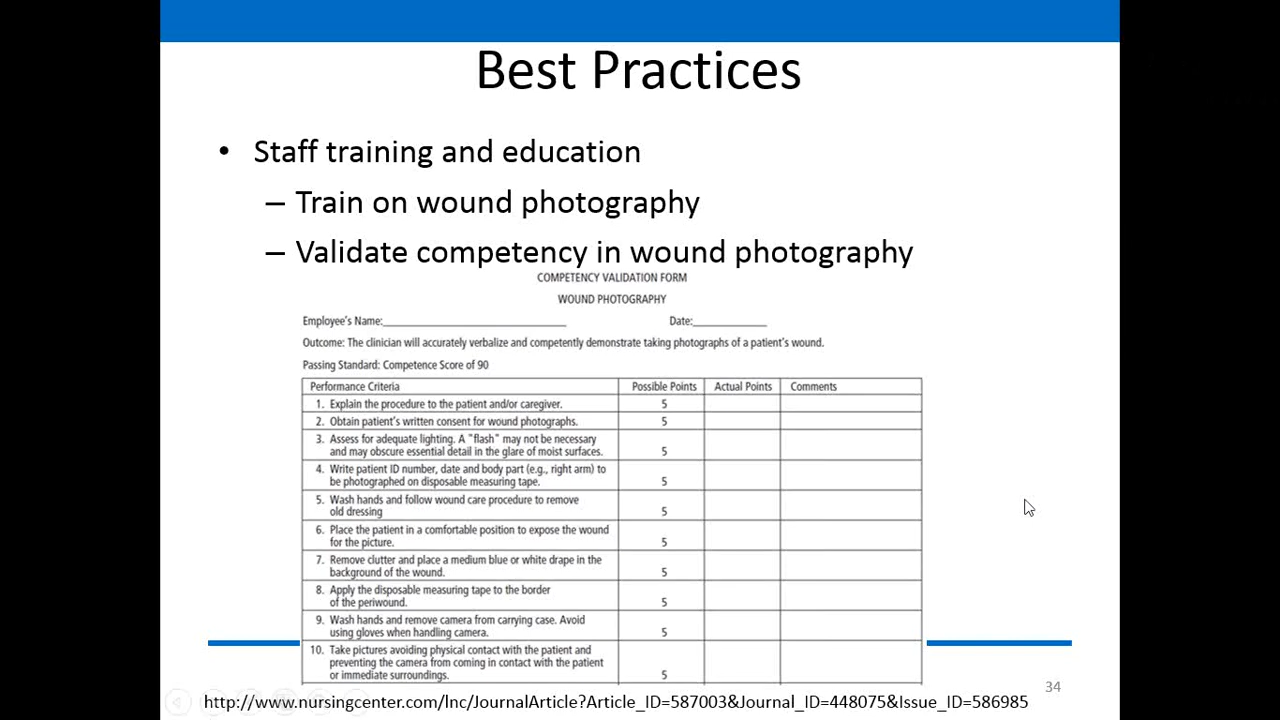 Best Practices
• Staff training and education
– Train on wound photography
– Validate competency in wound photography
COMPETENCY VALIDATION FORM
WOUND PHOTOGRAPHY
Employee's Name:____________________ Date:____________
Outcome: The clinician will accurately verbalize and competently demonstrate taking photographs of a patient's wound.
Passing Standard: Competence Score of 90
Performance Criteria Possible Points Actual Points Comments
1. Explain the procedure to the patient and/or caregiver. 5
2. Obtain patient's written consent for wound photographs. 5
3. Assess for adequate lighting. A "flash" may not be necessary
and may obscure essential detail in the glare of moist surfaces. 5
4. Write patient ID number, date and body part (e.g., right arm) to
be photographed on disposable measuring tape. 5
5. Wash hands and follow wound care procedure to remove
old dressing 5
6. Place the patient in a comfortable position to expose the wound
for the picture. 5
7. Remove clutter and place a medium blue or white drape in the
background of the wound. 5
8. Apply the disposable measuring tape to the border
of the periwound. 5
9. Wash hands and remove camera from carrying case. Avoid
using gloves when handling camera. 5
10. Take pictures avoiding physical contact with the patient and
preventing the camera from coming in contact with the patient
or immediate surroundings. 5
34
http://www.nursingcenter.com/lnc/JournalArticle?Article_ID=587003&Journal_ID=448075&Issue_ID=586985